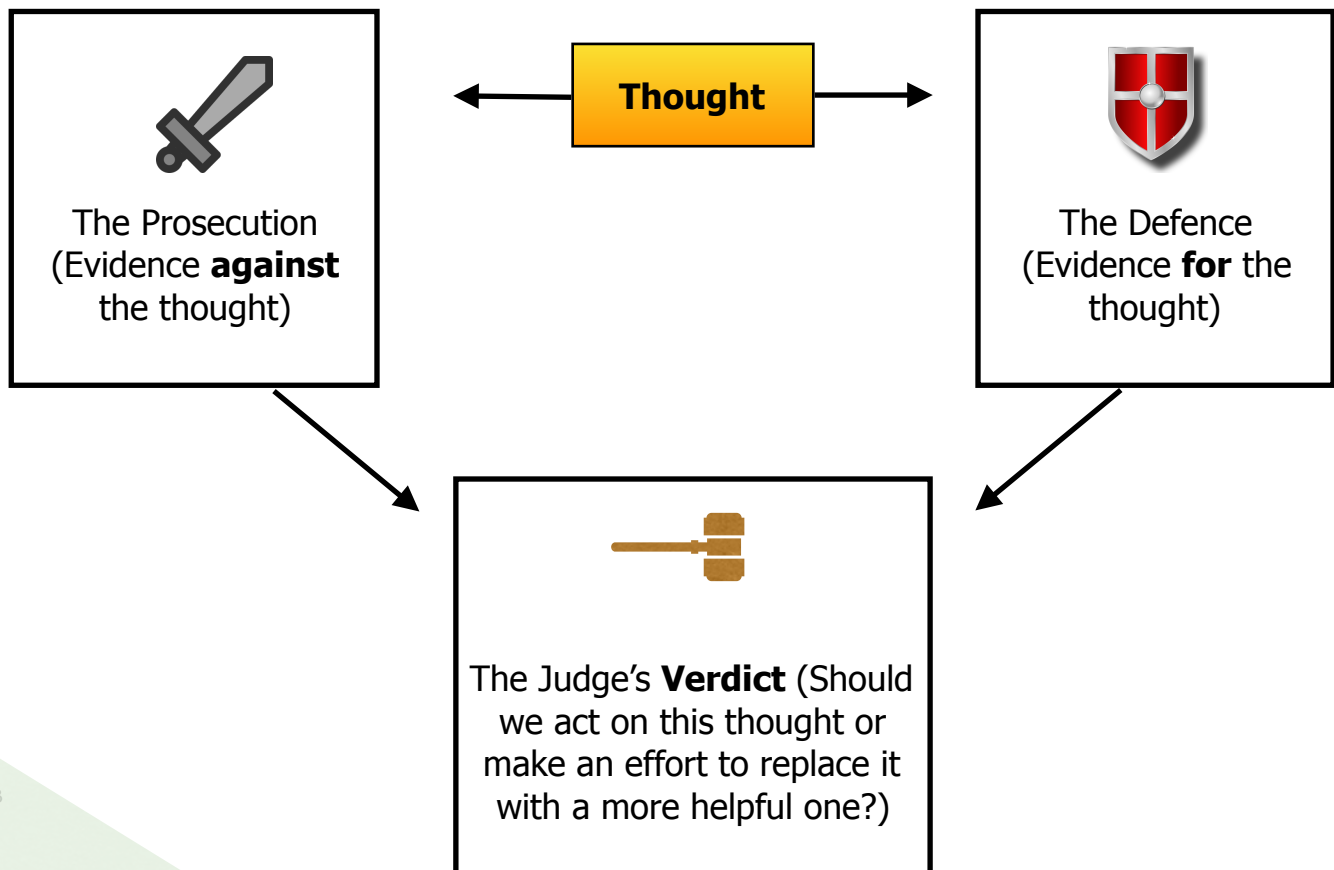 Thought
The Prosecution
(Evidence against
the thought)
The Defence
(Evidence for the
thought)
The Judge’s Verdict (Should
we act on this thought or
make an effort to replace it
with a more helpful one?)